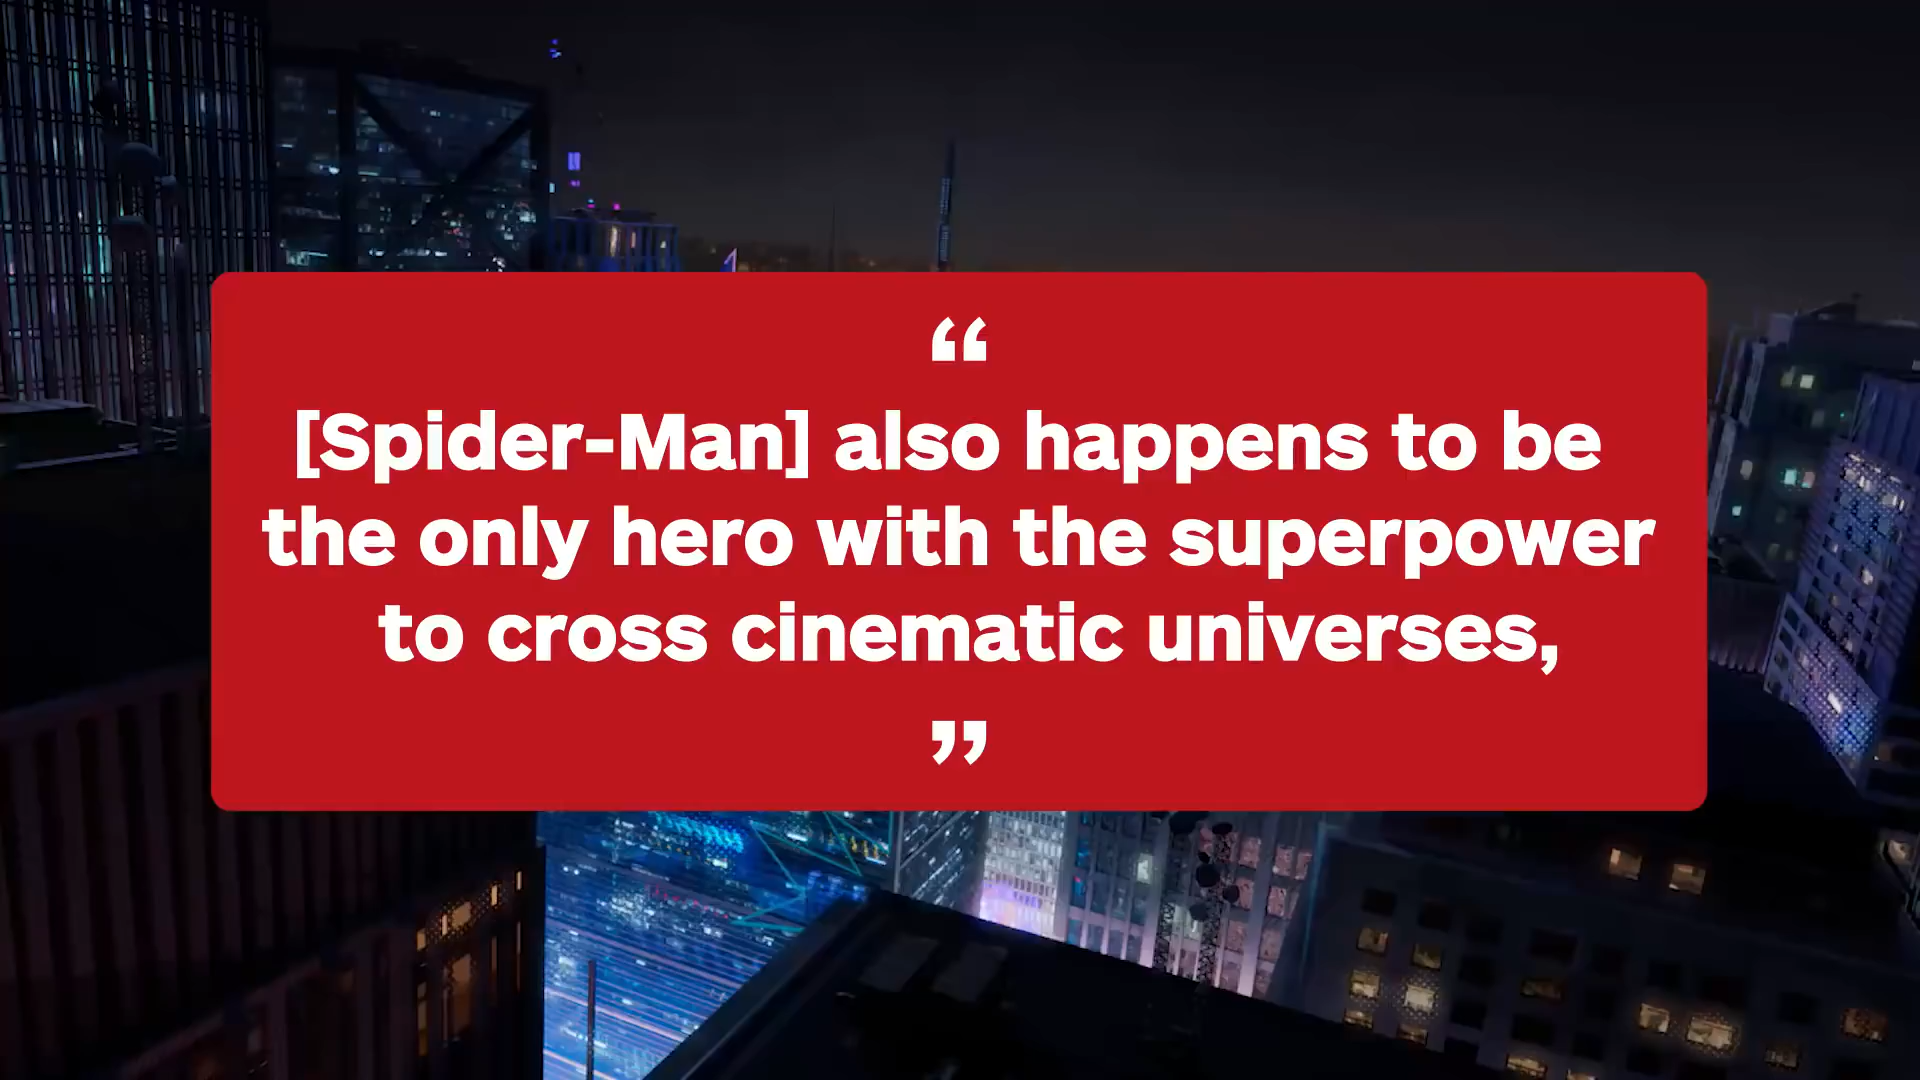 “
[Spider-Man] also happens to be
the only hero with the superpower
to cross cinematic universes,
”